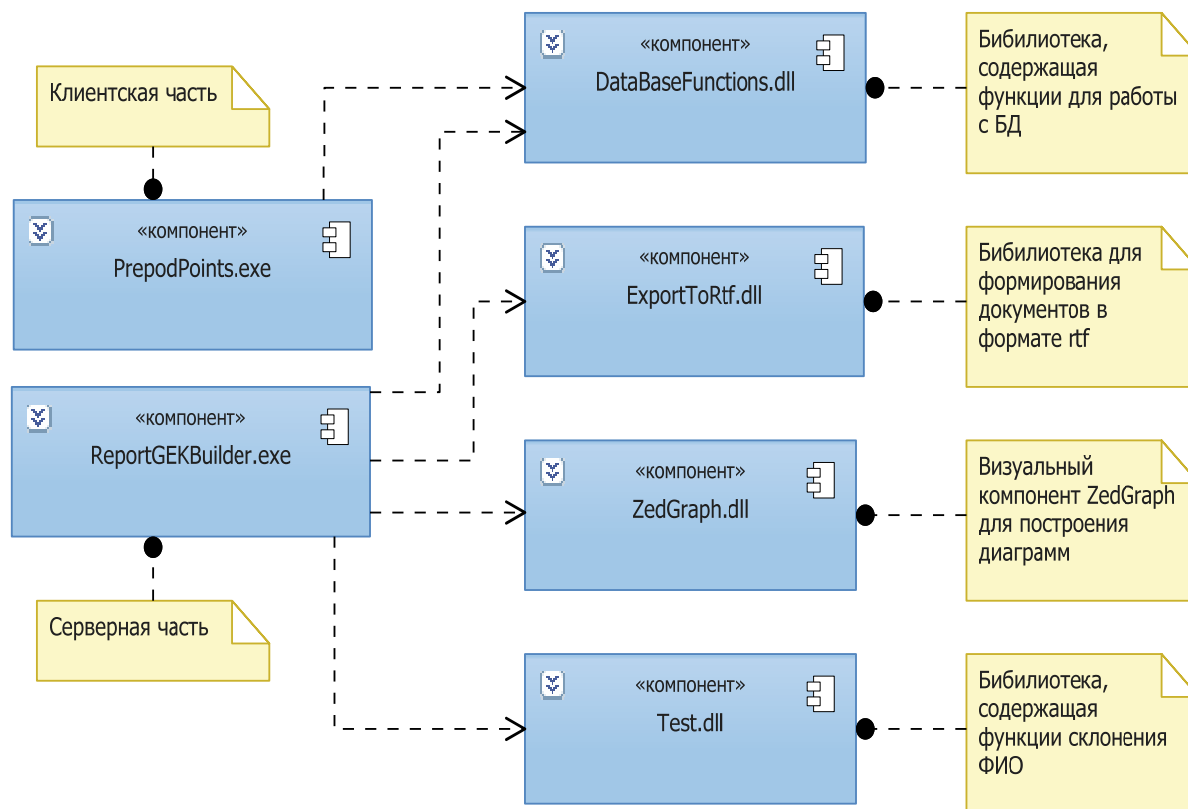 Клиентская часть
«компонент»
PrepodPoints.exe
«компонент»
ReportGEKBuilder.exe
Серверная часть
«компонент»
DataBaseFunctions.dll
Бибилиотека,
содержащая
функции для работы
с БД
«компонент»
ExportToRtf.dll
Бибилиотека для
формирования
документов в
формате rtf
«компонент»
ZedGraph.dll
Визуальный
компонент ZedGraph
для построения
диаграмм
«компонент»
Test.dll
Бибилиотека,
содержащая
функции склонения
ФИО